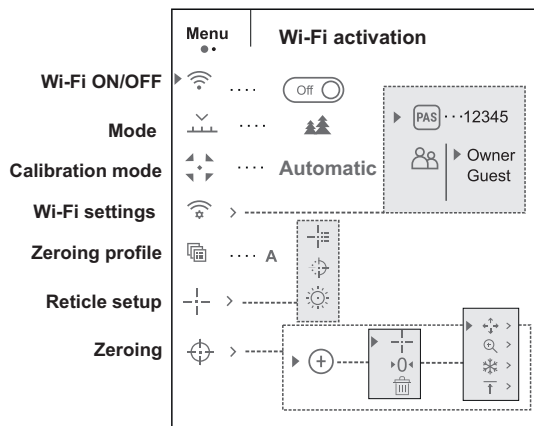 Menu
Wi-Fi activation
Wi-Fi ON/OFF
Off
Mode
PAS ···12345
Calibration mode
.... Automatic
Owner
Guest
Wi-Fi settings
Zeroing profile
.... A
Reticle setup
Zeroing
0